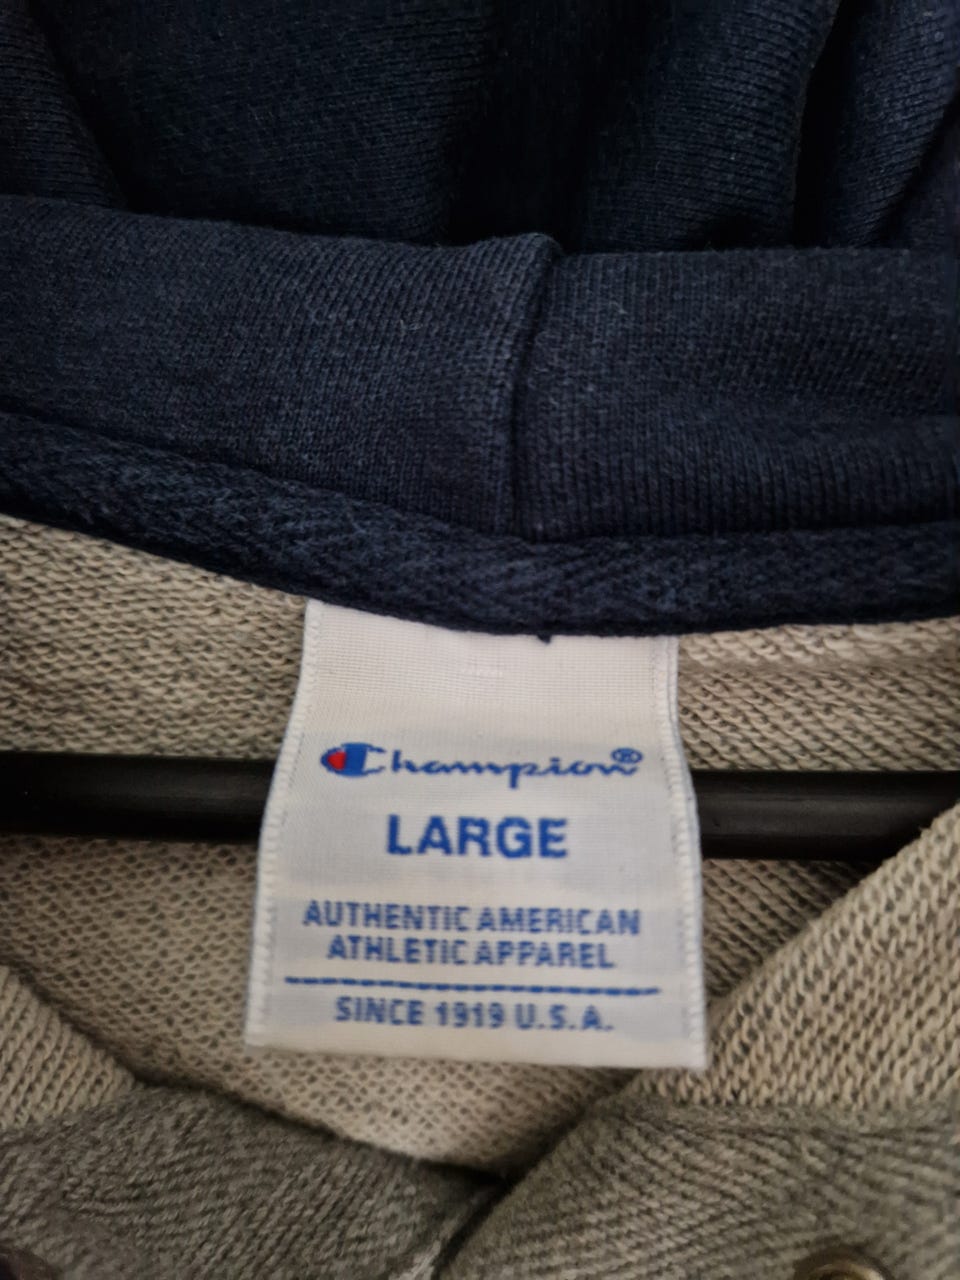 Champion®
LARGE
AUTHENTIC AMERICAN
ATHLETIC APPAREL
SINCE 1919 U.S.A.